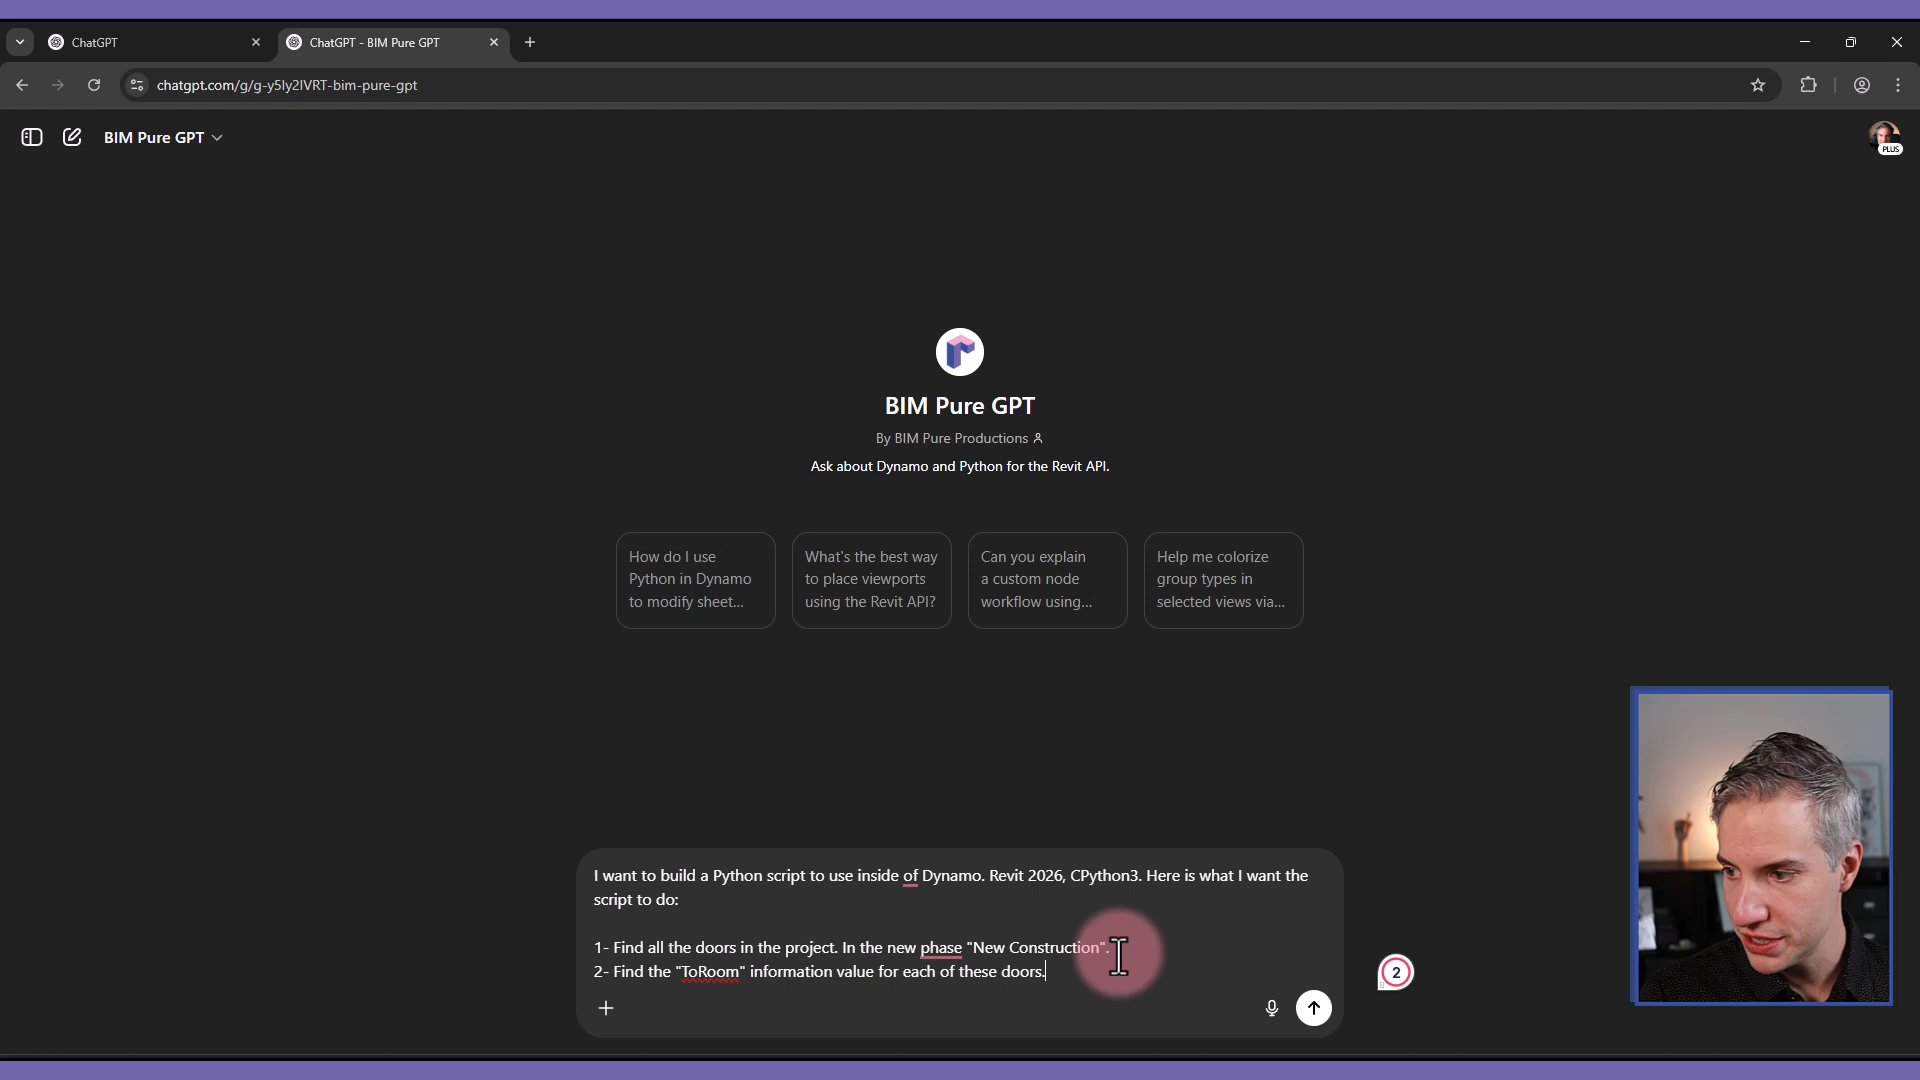 ChatGPT
ChatGPT - BIM Pure GPT
chatgpt.com/g/g-y5Iy2IVRT-bim-pure-gpt
BIM Pure GPT
PLUS
BIM Pure GPT
By BIM Pure Productions
Ask about Dynamo and Python for the Revit API.
How do I use
Python in Dynamo
to modify sheet...
What's the best way
to place viewports
using the Revit API?
Can you explain
a custom node
workflow using...
Help me colorize
group types in
selected views via...
I want to build a Python script to use inside of Dynamo. Revit 2026, CPython3. Here is what I want the
script to do:
1- Find all the doors in the project. In the new phase "New Construction".
2- Find the "ToRoom" information value for each of these doors.
2